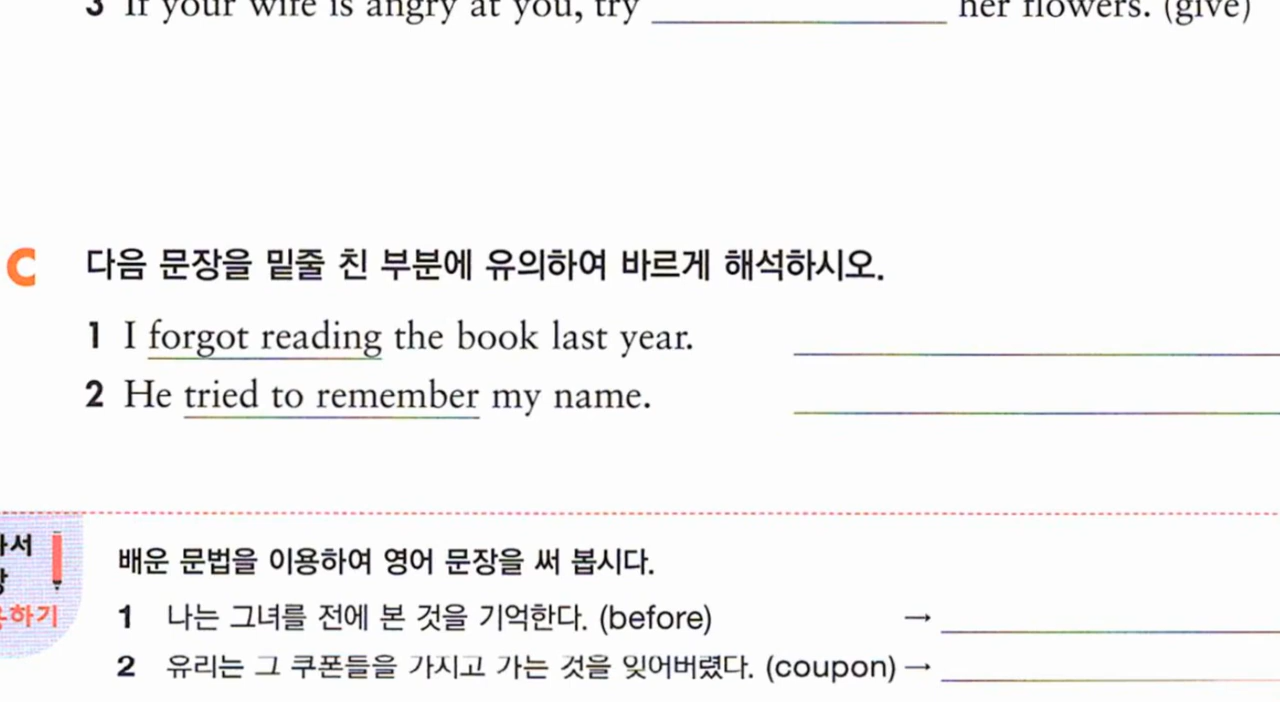 3 If your wife is angry at you, try ____________ her flowers. (give)
C 다음 문장을 밑줄 친 부분에 유의하여 바르게 해석하시오.
1 I forgot reading the book last year.
2 He tried to remember my name.
배운 문법을 이용하여 영어 문장을 써 봅시다.
1 나는 그녀를 전에 본 것을 기억한다. (before) →
2 유리는 그 쿠폰들을 가시고 가는 것을 잊어버렸다. (coupon) →